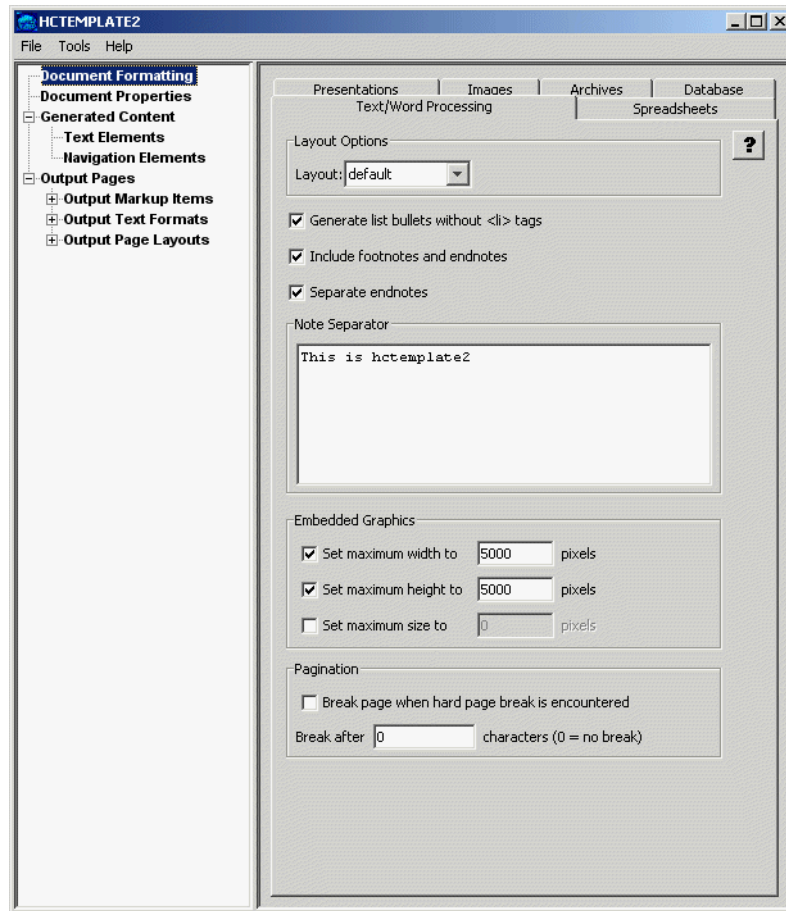 HCTEMPLATE2
File Tools Help
Document Formatting
Document Properties
Generated Content
Text Elements
Navigation Elements
Output Pages
Output Markup Items
Output Text Formats
Output Page Layouts
Presentations Images Archives Database
Text/Word Processing Spreadsheets
Layout Options
?
Layout: default
Generate list bullets without <li> tags
Include footnotes and endnotes
Separate endnotes
Note Separator
This is hctemplate2
Embedded Graphics
Set maximum width to 5000 pixels
Set maximum height to 5000 pixels
Set maximum size to 0 pixels
Pagination
Break page when hard page break is encountered
Break after 0 characters (0 = no break)